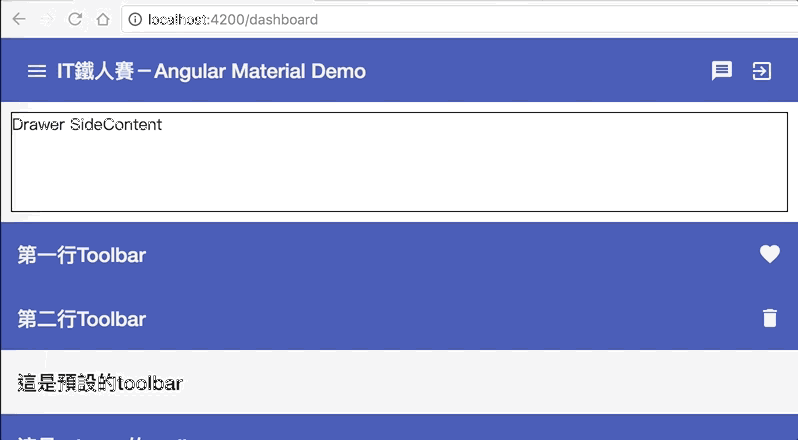 localhost:4200/dashboard
IT鐵人賽－Angular Material Demo
Drawer SideContent
第一行Toolbar
第二行Toolbar
這是預設的toolbar